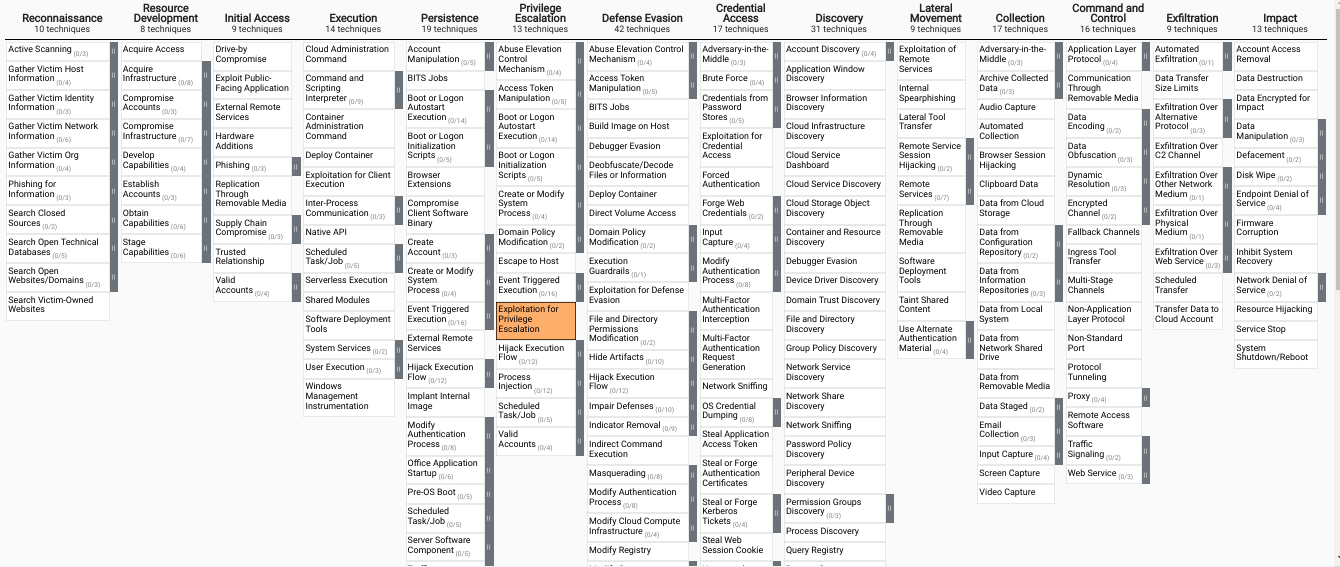 Reconnaissance
10 techniques
Active Scanning (0/3)
Gather Victim Host
Information (0/4)
Gather Victim Identity
Information (0/3)
Gather Victim Network
Information (0/6)
Gather Victim Org
Information (0/4)
Phishing for
Information (0/3)
Search Closed
Sources (0/2)
Search Open Technical
Databases (0/5)
Search Open
Websites/Domains (0/3)
Search Victim-Owned
Websites
Resource
Development
8 techniques
Acquire Access
Acquire
Infrastructure (0/8)
Compromise
Accounts (0/3)
Compromise
Infrastructure (0/7)
Develop
Capabilities (0/4)
Establish
Accounts (0/3)
Obtain
Capabilities (0/6)
Stage
Capabilities (0/6)
Initial Access
9 techniques
Drive-by
Compromise
Exploit Public-
Facing Application
External Remote
Services
Hardware
Additions
Phishing (0/3)
Replication
Through
Removable Media
Supply Chain
Compromise (0/3)
Trusted
Relationship
Valid
Accounts (0/4)
Execution
14 techniques
Cloud Administration
Command
Command and
Scripting
Interpreter (0/9)
Container
Administration
Command
Deploy Container
Exploitation for Client
Execution
Inter-Process
Communication (0/3)
Native API
Scheduled
Task/Job (0/5)
Serverless Execution
Shared Modules
Software Deployment
Tools
System Services (0/2)
User Execution (0/3)
Windows
Management
Instrumentation
Persistence
19 techniques
Account
Manipulation (0/5)
BITS Jobs
Boot or Logon
Autostart
Execution (0/14)
Boot or Logon
Initialization
Scripts (0/5)
Browser
Extensions
Compromise
Client Software
Binary
Create
Account (0/3)
Create or Modify
System
Process (0/4)
Event Triggered
Execution (0/16)
External Remote
Services
Hijack Execution
Flow (0/12)
Implant Internal
Image
Modify
Authentication
Process (0/8)
Office Application
Startup (0/6)
Pre-OS Boot (0/5)
Scheduled
Task/Job (0/5)
Server Software
Component (0/5)
Privilege
Escalation
13 techniques
Abuse Elevation
Control
Mechanism (0/4)
Access Token
Manipulation (0/5)
Boot or Logon
Autostart
Execution (0/14)
Boot or Logon
Initialization
Scripts (0/5)
Create or Modify
System
Process (0/4)
Domain Policy
Modification (0/2)
Escape to Host
Event Triggered
Execution (0/16)
Exploitation for
Privilege
Escalation
Hijack Execution
Flow (0/12)
Process
Injection (0/12)
Scheduled
Task/Job (0/5)
Valid
Accounts (0/4)
Defense Evasion
42 techniques
Abuse Elevation Control
Mechanism (0/4)
Access Token
Manipulation (0/5)
BITS Jobs
Build Image on Host
Debugger Evasion
Deobfuscate/Decode
Files or Information
Deploy Container
Direct Volume Access
Domain Policy
Modification (0/2)
Execution
Guardrails (0/1)
Exploitation for Defense
Evasion
File and Directory
Permissions
Modification (0/2)
Hide Artifacts (0/10)
Hijack Execution
Flow (0/12)
Impair Defenses (0/10)
Indicator Removal (0/9)
Indirect Command
Execution
Masquerading (0/8)
Modify Authentication
Process (0/8)
Modify Cloud Compute
Infrastructure (0/4)
Modify Registry
Credential
Access
17 techniques
Adversary-in-the-
Middle (0/3)
Brute Force (0/4)
Credentials from
Password
Stores (0/5)
Exploitation for
Credential
Access
Forced
Authentication
Forge Web
Credentials (0/2)
Input
Capture (0/4)
Modify
Authentication
Process (0/8)
Multi-Factor
Authentication
Interception
Multi-Factor
Authentication
Request
Generation
Network Sniffing
OS Credential
Dumping (0/8)
Steal Application
Access Token
Steal or Forge
Authentication
Certificates
Steal or Forge
Kerberos
Tickets (0/4)
Steal Web
Session Cookie
Discovery
31 techniques
Account Discovery (0/4)
Application Window
Discovery
Browser Information
Discovery
Cloud Infrastructure
Discovery
Cloud Service
Dashboard
Cloud Service Discovery
Cloud Storage Object
Discovery
Container and Resource
Discovery
Debugger Evasion
Device Driver Discovery
Domain Trust Discovery
File and Directory
Discovery
Group Policy Discovery
Network Service
Discovery
Network Share
Discovery
Network Sniffing
Password Policy
Discovery
Peripheral Device
Discovery
Permission Groups
Discovery (0/3)
Process Discovery
Query Registry
Lateral
Movement
9 techniques
Exploitation of
Remote
Services
Internal
Spearphishing
Lateral Tool
Transfer
Remote Service
Session
Hijacking (0/2)
Remote
Services (0/7)
Replication
Through
Removable
Media
Software
Deployment
Tools
Taint Shared
Content
Use Alternate
Authentication
Material (0/4)
Collection
17 techniques
Adversary-in-the-
Middle (0/3)
Archive Collected
Data (0/3)
Audio Capture
Automated
Collection
Browser Session
Hijacking
Clipboard Data
Data from Cloud
Storage
Data from
Configuration
Repository (0/2)
Data from
Information
Repositories (0/3)
Data from Local
System
Data from
Network Shared
Drive
Data from
Removable Media
Data Staged (0/2)
Email
Collection (0/3)
Input Capture (0/4)
Screen Capture
Video Capture
Command and
Control
16 techniques
Application Layer
Protocol (0/4)
Communication
Through
Removable Media
Data
Encoding (0/2)
Data
Obfuscation (0/3)
Dynamic
Resolution (0/3)
Encrypted
Channel (0/2)
Fallback Channels
Ingress Tool
Transfer
Multi-Stage
Channels
Non-Application
Layer Protocol
Non-Standard
Port
Protocol
Tunneling
Proxy (0/4)
Remote Access
Software
Traffic
Signaling (0/2)
Web Service (0/3)
Exfiltration
9 techniques
Automated
Exfiltration (0/1)
Data Transfer
Size Limits
Exfiltration Over
Alternative
Protocol (0/3)
Exfiltration Over
C2 Channel
Exfiltration Over
Other Network
Medium (0/1)
Exfiltration Over
Physical
Medium (0/1)
Exfiltration Over
Web Service (0/3)
Scheduled
Transfer
Transfer Data to
Cloud Account
Impact
13 techniques
Account Access
Removal
Data Destruction
Data Encrypted for
Impact
Data
Manipulation (0/3)
Defacement (0/2)
Disk Wipe (0/2)
Endpoint Denial of
Service (0/4)
Firmware
Corruption
Inhibit System
Recovery
Network Denial of
Service (0/2)
Resource Hijacking
Service Stop
System
Shutdown/Reboot